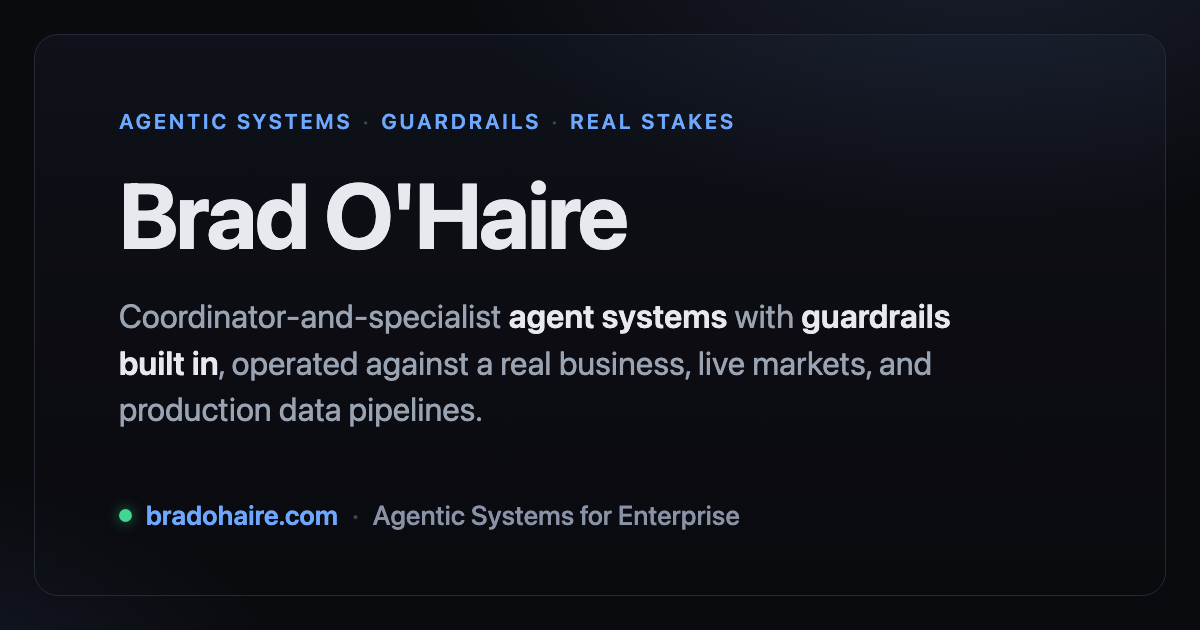 AGENTIC SYSTEMS · GUARDRAILS · REAL STAKES
Brad O'Haire
Coordinator-and-specialist agent systems with guardrails
built in, operated against a real business, live markets, and
production data pipelines.
bradohaire.com · Agentic Systems for Enterprise